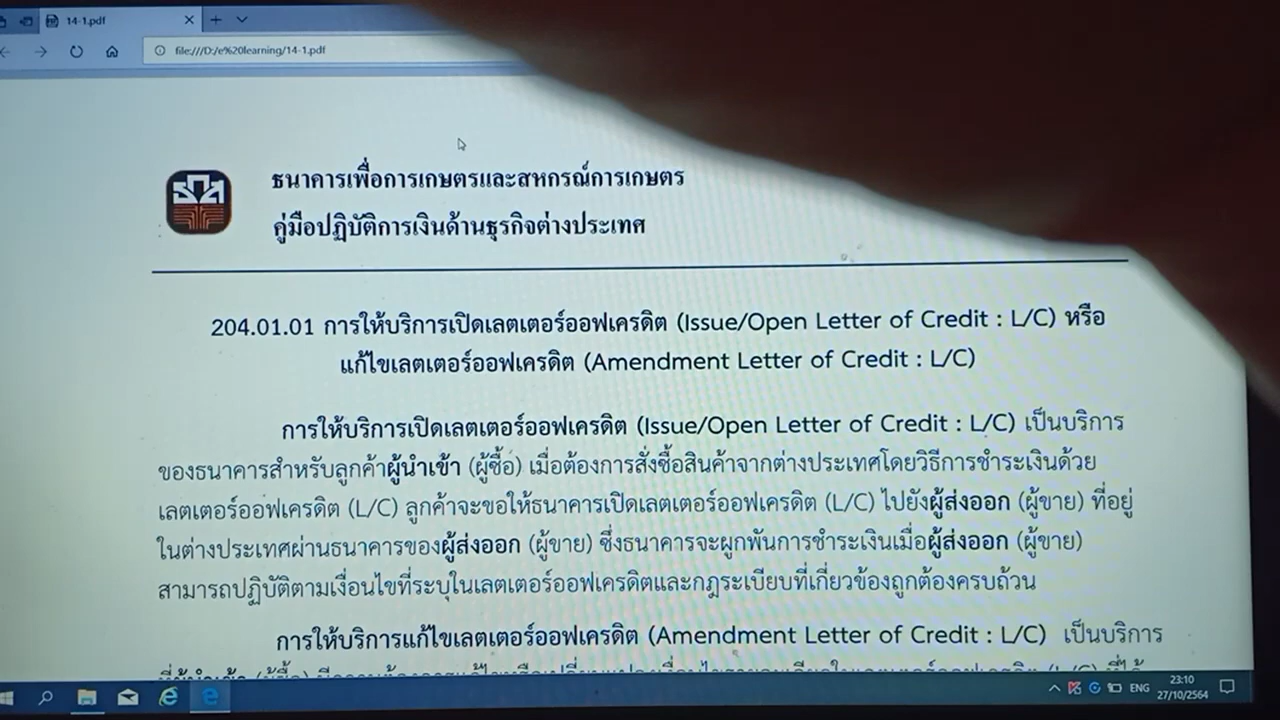 14-1.pdf
file:///D:/e%20learning/14-1.pdf
ธกส
ธนาคารเพื่อการเกษตรและสหกรณ์การเกษตร
คู่มือปฏิบัติการเงินด้านธุรกิจต่างประเทศ
204.01.01 การให้บริการเปิดเลตเตอร์ออฟเครดิต (Issue/Open Letter of Credit : L/C) หรือ
แก้ไขเลตเตอร์ออฟเครดิต (Amendment Letter of Credit : L/C)
การให้บริการเปิดเลตเตอร์ออฟเครดิต (Issue/Open Letter of Credit : L/C) เป็นบริการ
ของธนาคารสำหรับลูกค้าผู้นำเข้า (ผู้ซื้อ) เมื่อต้องการสั่งซื้อสินค้าจากต่างประเทศโดยวิธีการชำระเงินด้วย
เลตเตอร์ออฟเครดิต (L/C) ลูกค้าจะขอให้ธนาคารเปิดเลตเตอร์ออฟเครดิต (L/C) ไปยังผู้ส่งออก (ผู้ขาย) ที่อยู่
ในต่างประเทศผ่านธนาคารของผู้ส่งออก (ผู้ขาย) ซึ่งธนาคารจะผูกพันการชำระเงินเมื่อผู้ส่งออก (ผู้ขาย)
สามารถปฏิบัติตามเงื่อนไขที่ระบุในเลตเตอร์ออฟเครดิตและกฎระเบียบที่เกี่ยวข้องถูกต้องครบถ้วน
การให้บริการแก้ไขเลตเตอร์ออฟเครดิต (Amendment Letter of Credit : L/C) เป็นบริการ
ENG
23:10
27/10/2564